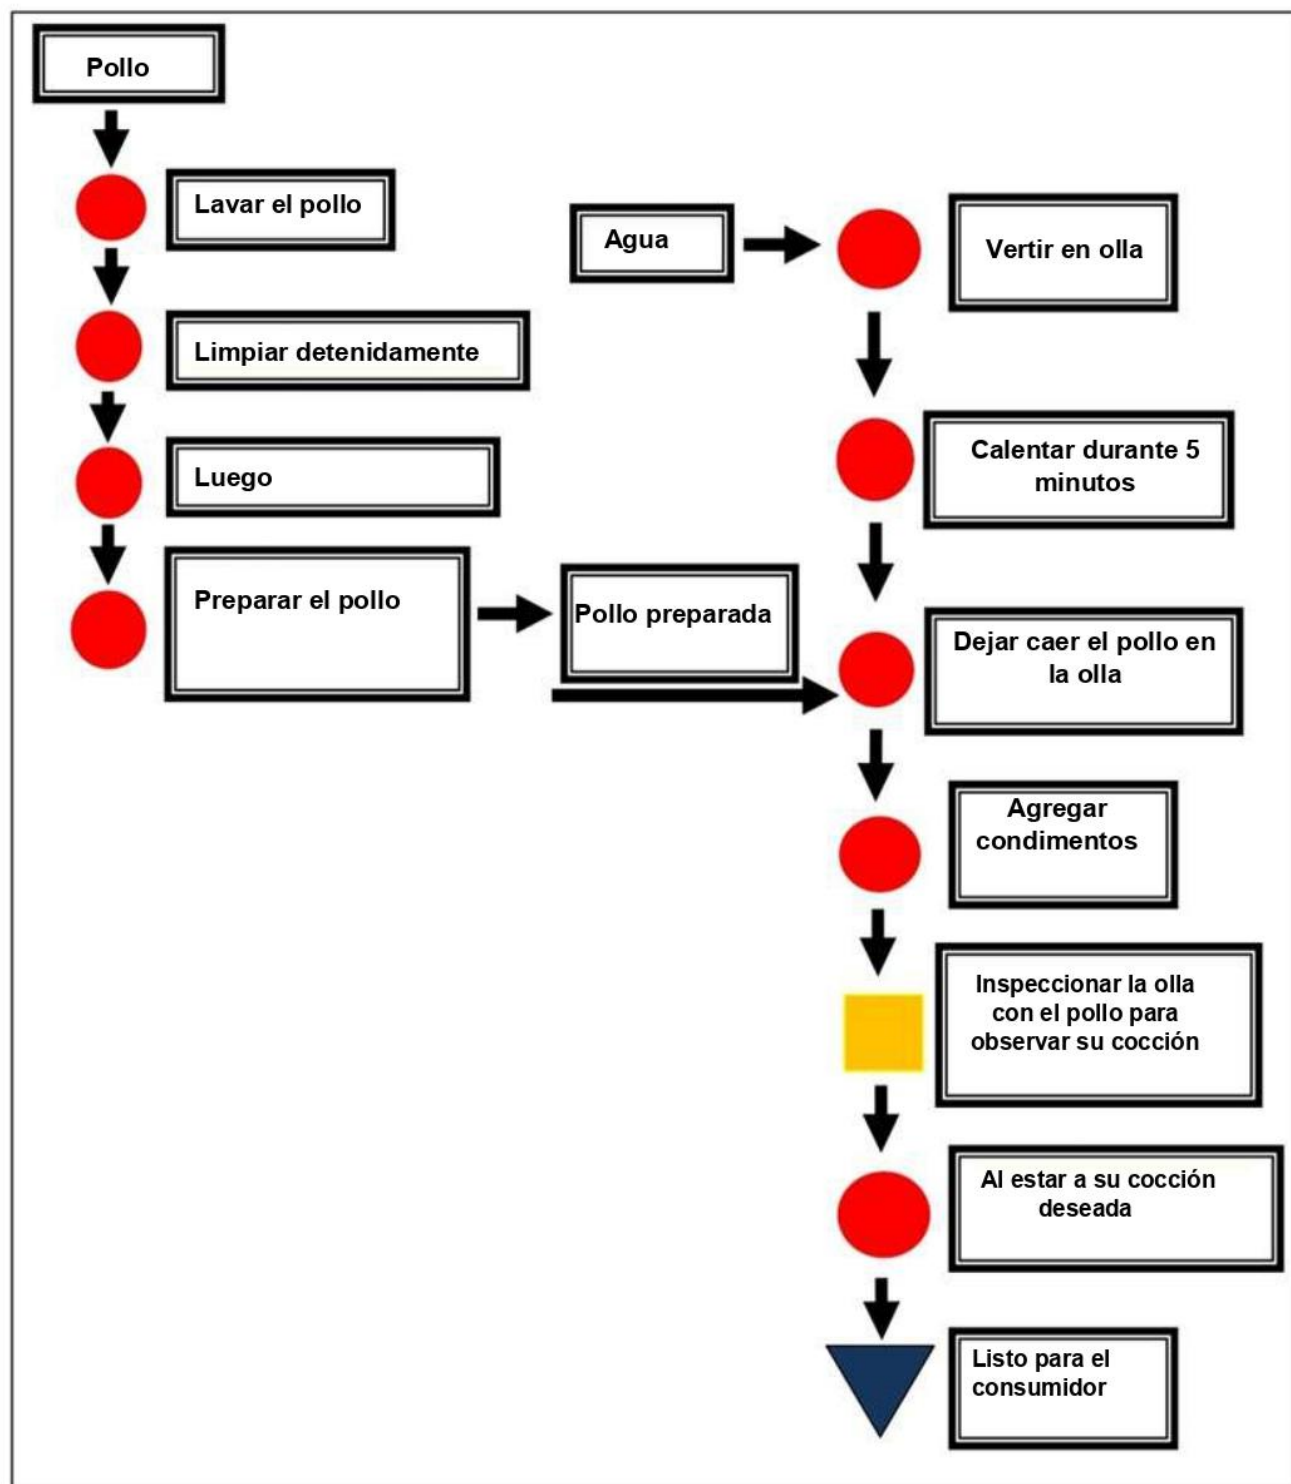 Pollo
Lavar el pollo
Limpiar detenidamente
Luego
Preparar el pollo
Pollo preparada
Agua
Vertir en olla
Calentar durante 5
minutos
Dejar caer el pollo en
la olla
Agregar
condimentos
Inspeccionar la olla
con el pollo para
observar su cocción
Al estar a su cocción
deseada
Listo para el
consumidor